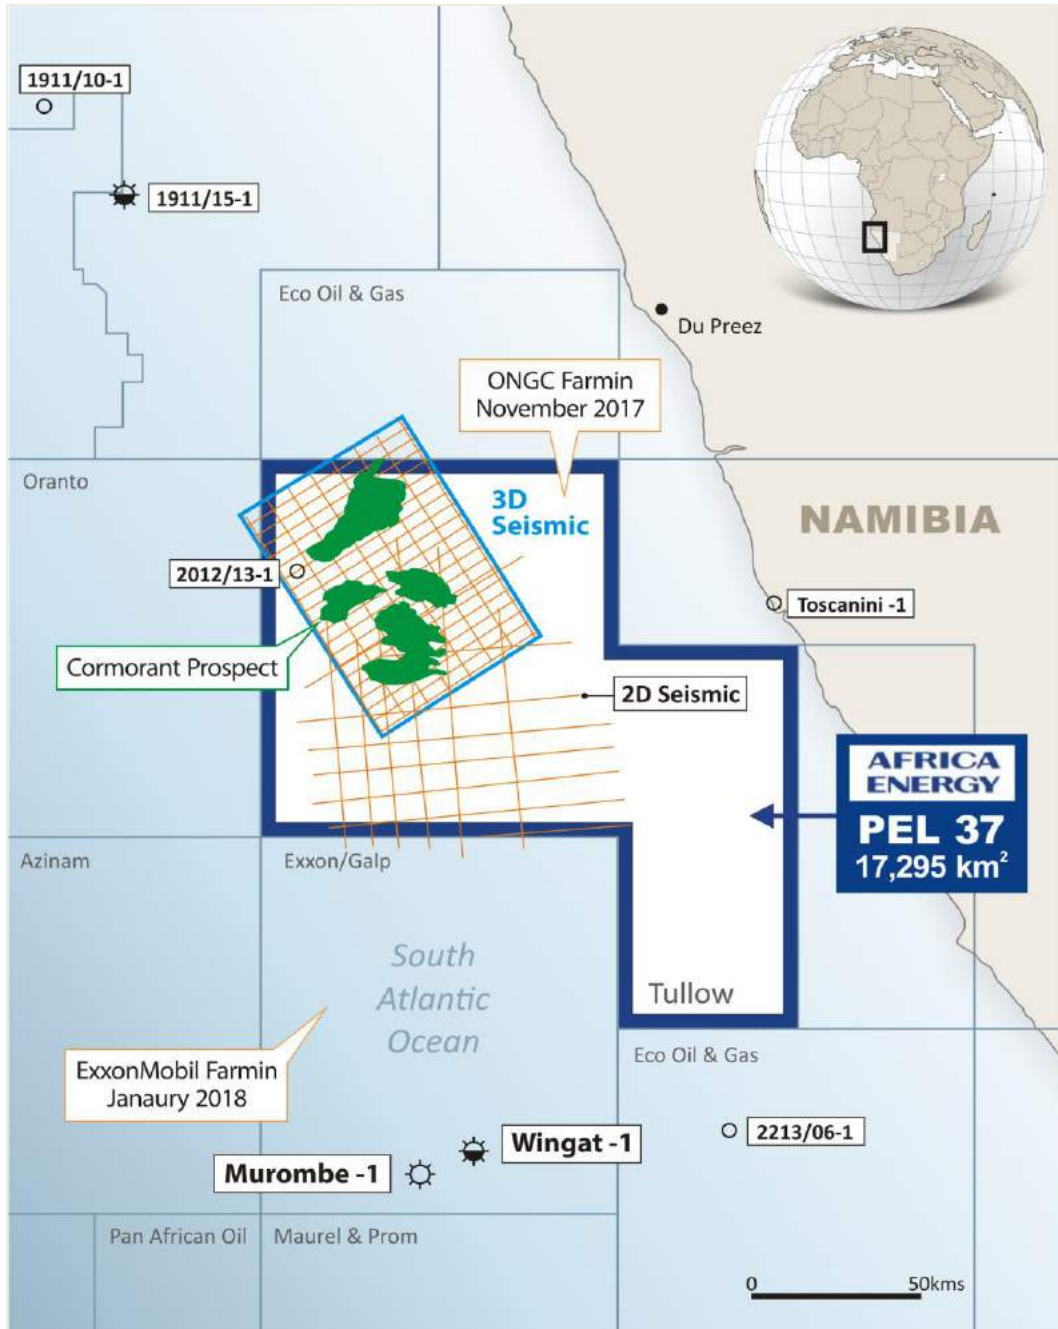 1911/10-1
1911/15-1
Eco Oil & Gas
Du Preez
ONGC Farmin
November 2017
Oranto
3D
Seismic
NAMIBIA
2012/13-1
Toscanini -1
Cormorant Prospect
2D Seismic
AFRICA
ENERGY
PEL 37
17,295 km²
Azinam
Exxon/Galp
South
Atlantic
Ocean
Tullow
ExxonMobil Farmin
Janaury 2018
Eco Oil & Gas
2213/06-1
Wingat -1
Murombe -1
Pan African Oil
Maurel & Prom
0
50kms